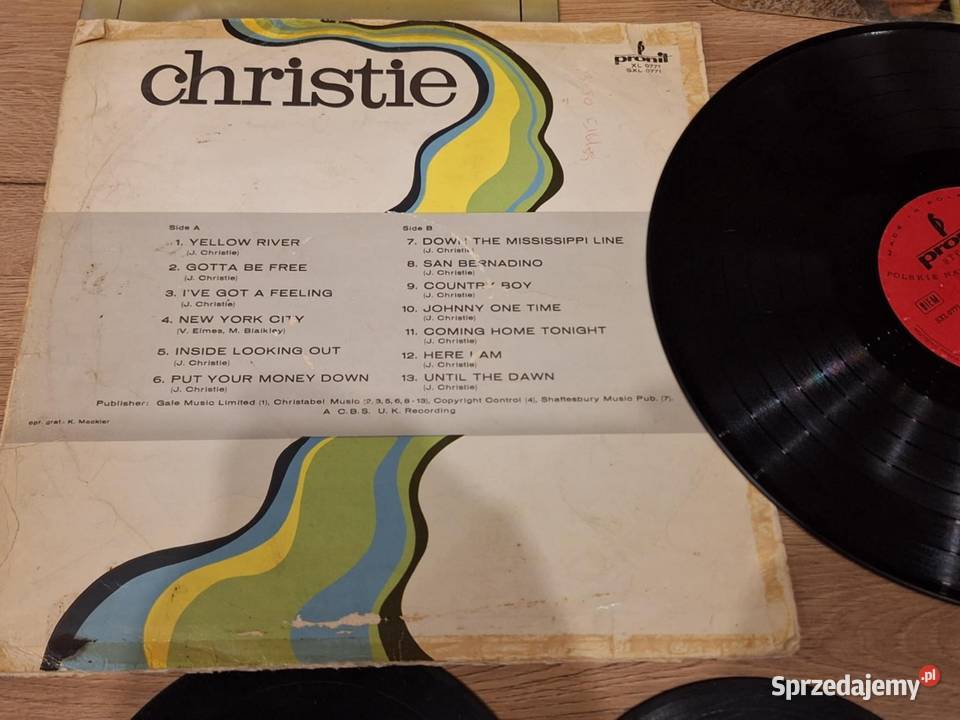 christie
pronit
XL 0771
SXL 0771
Side A
1. YELLOW RIVER
(J. Christie)
2. GOTTA BE FREE
(J. Christie)
3. I'VE GOT A FEELING
(J. Christie)
4. NEW YORK CITY
(V. Elmes, M. Blaikley)
5. INSIDE LOOKING OUT
(J. Christie)
6. PUT YOUR MONEY DOWN
(J. Christie)
Side B
7. DOWN THE MISSISSIPPI LINE
(J. Christie)
8. SAN BERNADINO
(J. Christie)
9. COUNTRY BOY
(J. Christie)
10. JOHNNY ONE TIME
(J. Christie)
11. COMING HOME TONIGHT
(J. Christie)
12. HERE I AM
(J. Christie)
13. UNTIL THE DAWN
(J. Christie)
Publisher: Gale Music Limited (1), Christabel Music (2, 3, 5, 6, 8 - 13), Copyright Control (4), Shaftesbury Music Pub. (7).
A C.B.S. U.K. Recording
opr. graf.: K. Mackler
MADE IN
pronit
POLSKIE
BIEM
Sprzedajemy.pl